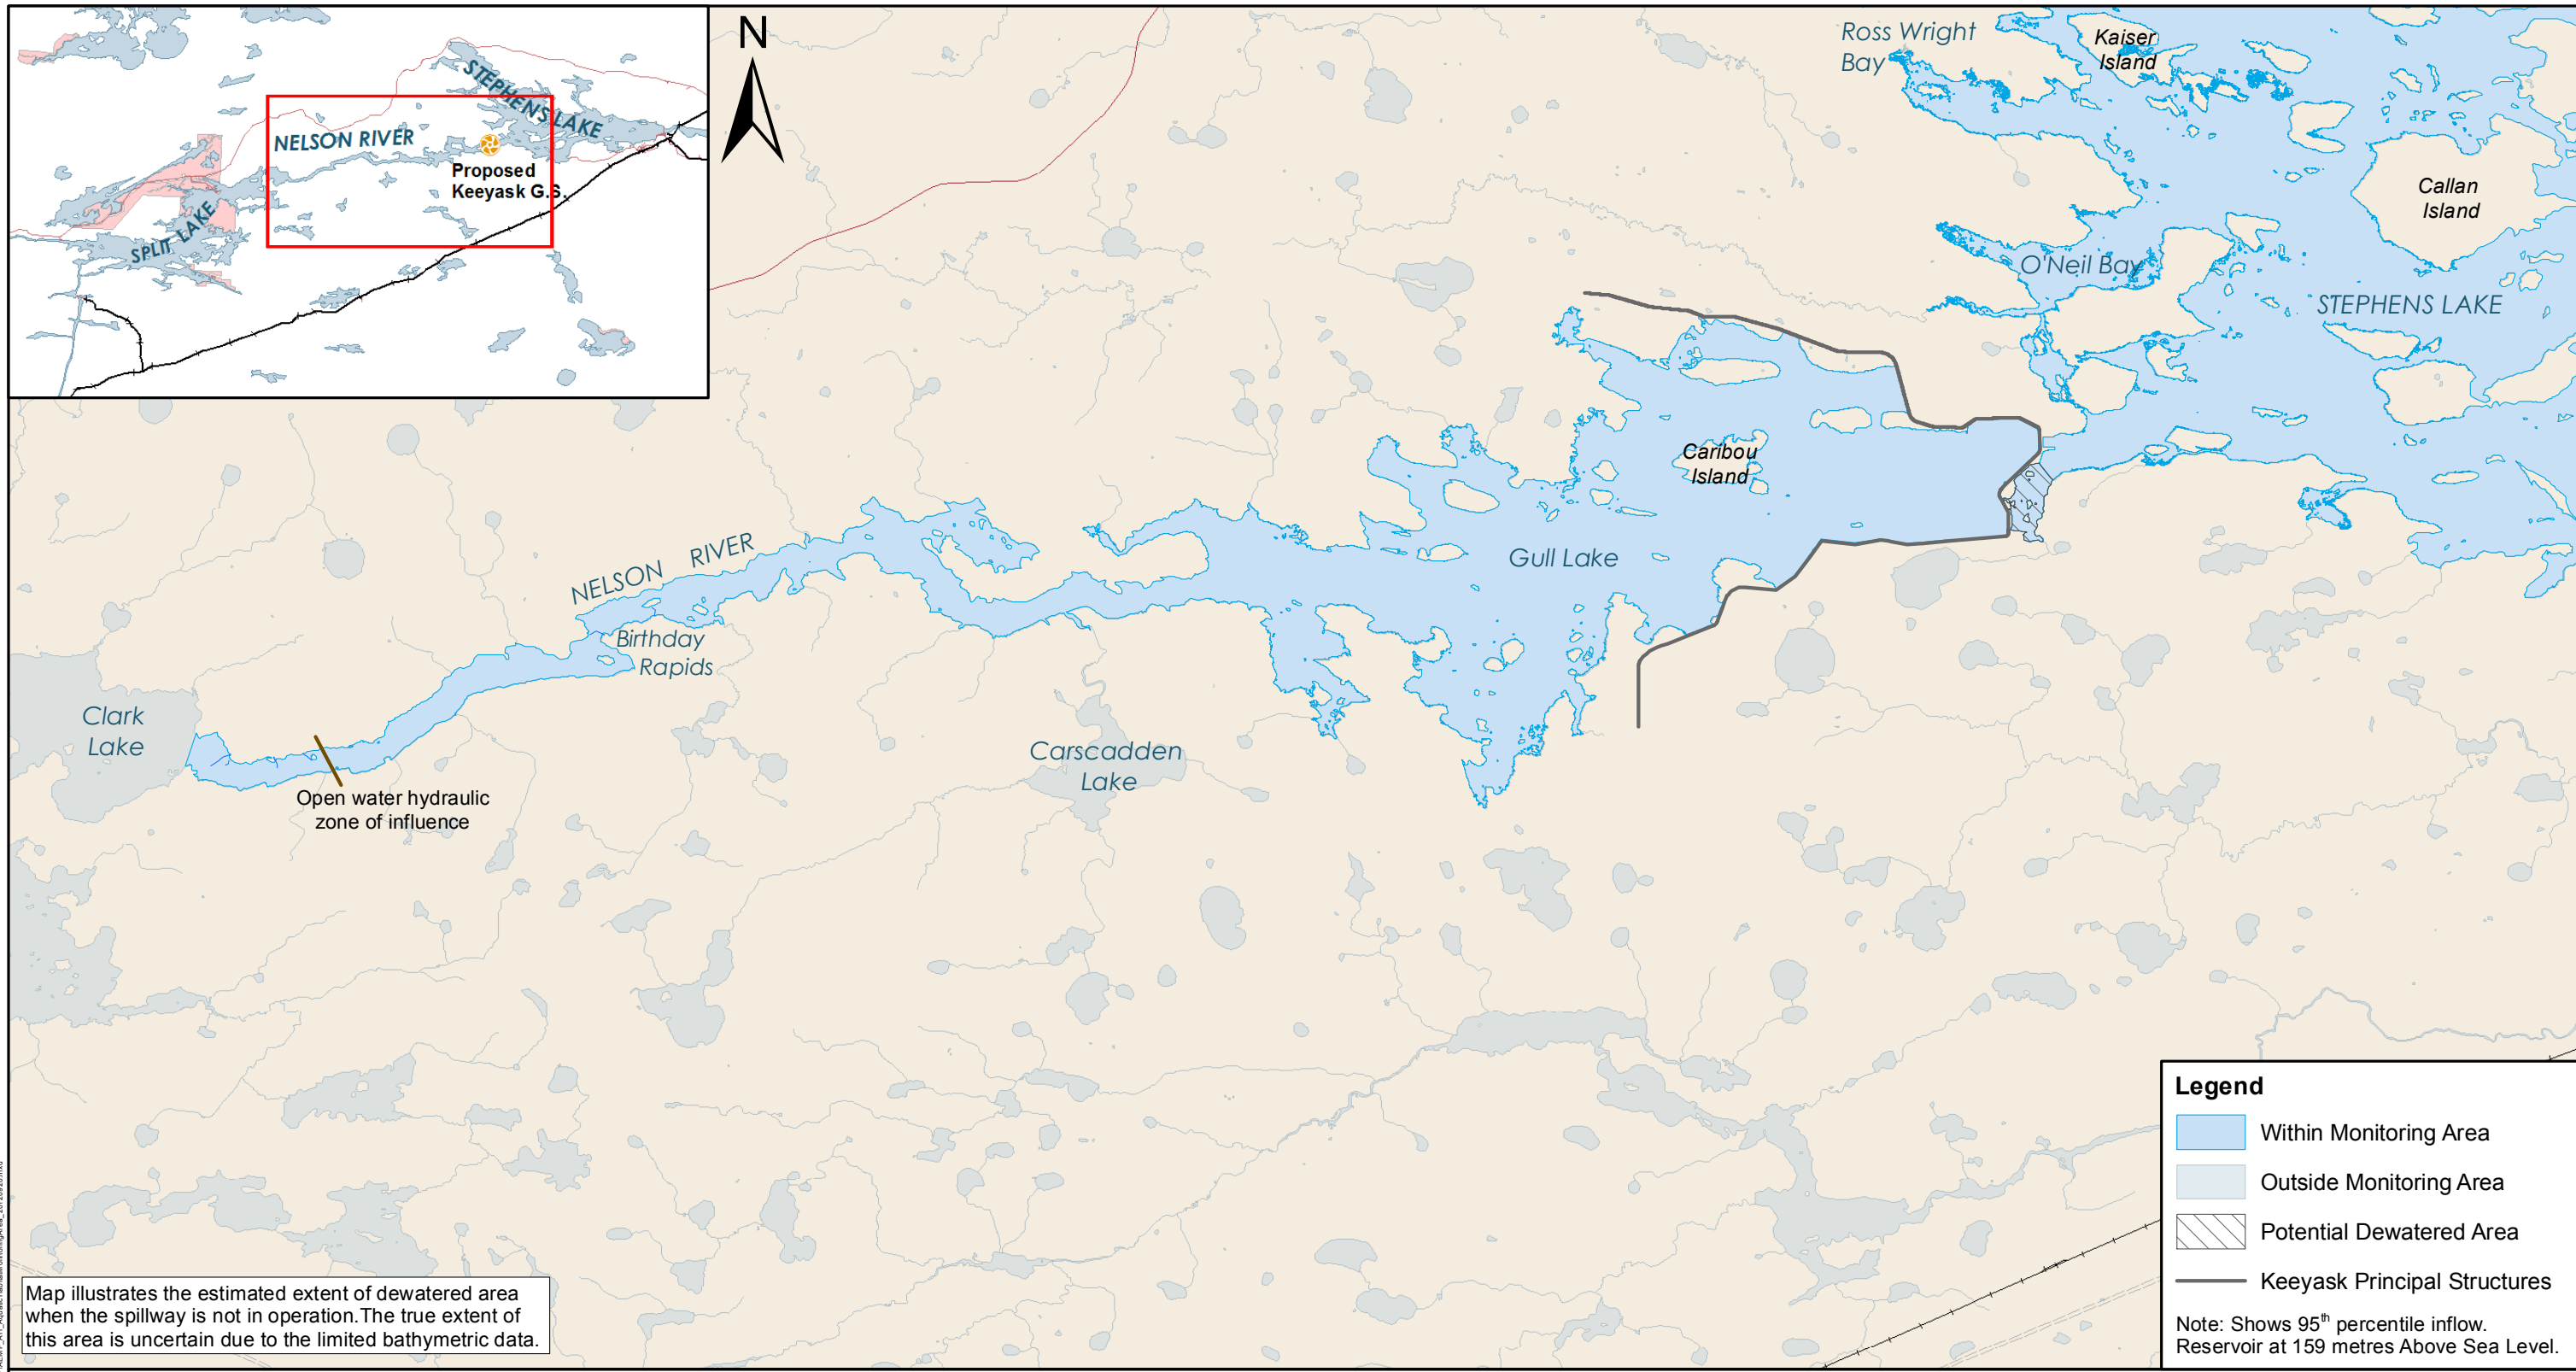 STEPHENS LAKE
NELSON RIVER
Proposed
Keeyask G.S.
SPLIT LAKE
N
Ross Wright
Bay
Kaiser
Island
Callan
Island
O'Neil Bay
STEPHENS LAKE
Caribou
Island
Gull Lake
NELSON RIVER
Birthday
Rapids
Clark
Lake
Carscadden
Lake
Open water hydraulic
zone of influence
Legend
Within Monitoring Area
Outside Monitoring Area
Potential Dewatered Area
Keeyask Principal Structures
Note: Shows 95th percentile inflow.
Reservoir at 159 metres Above Sea Level.
Map illustrates the estimated extent of dewatered area
when the spillway is not in operation.The true extent of
this area is uncertain due to the limited bathymetric data.